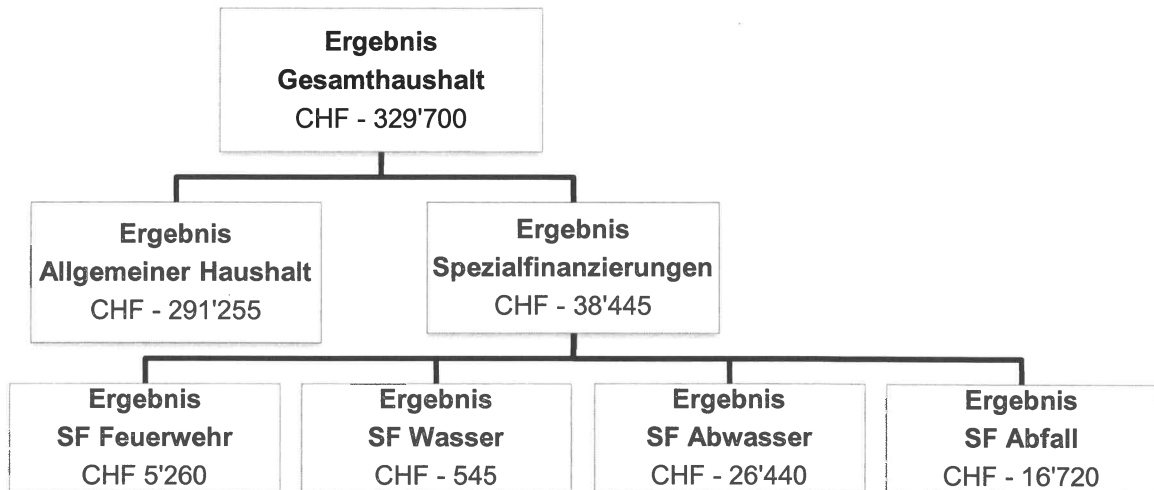 Ergebnis
Gesamthaushalt
CHF - 329'700
Ergebnis
Allgemeiner Haushalt
CHF - 291'255
Ergebnis
Spezialfinanzierungen
CHF - 38'445
Ergebnis
SF Feuerwehr
CHF 5'260
Ergebnis
SF Wasser
CHF - 545
Ergebnis
SF Abwasser
CHF - 26'440
Ergebnis
SF Abfall
CHF - 16'720